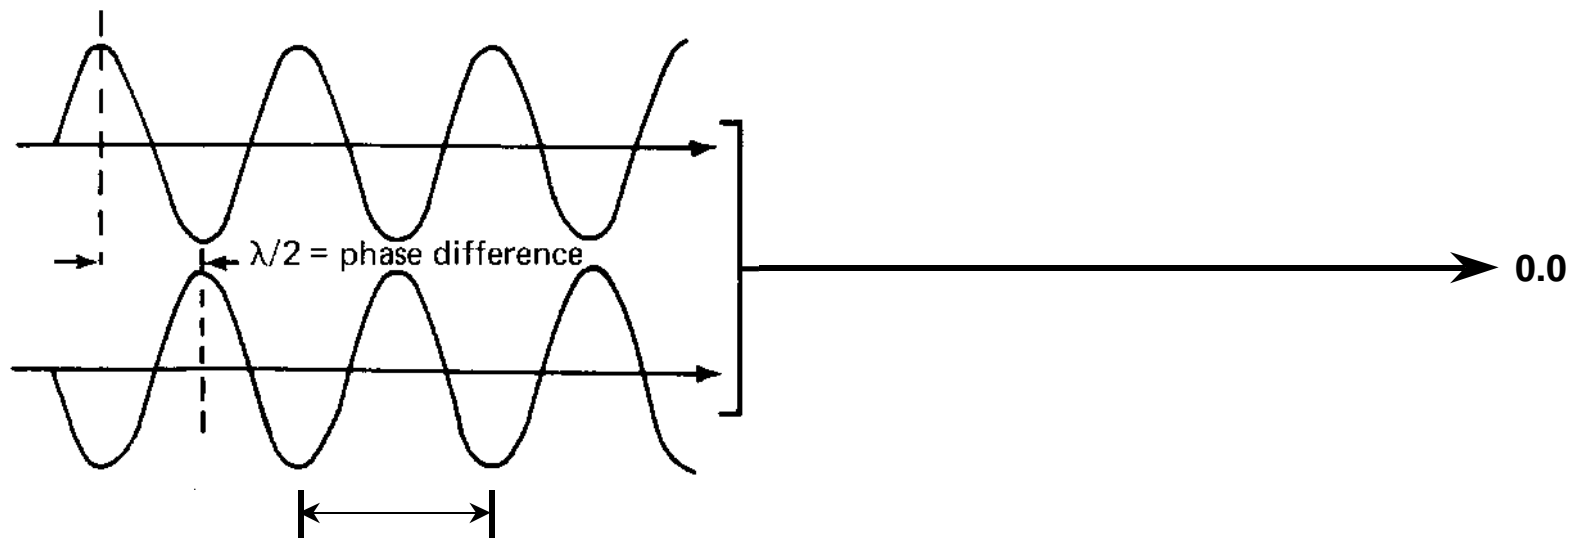 λ/2 = phase difference
0.0